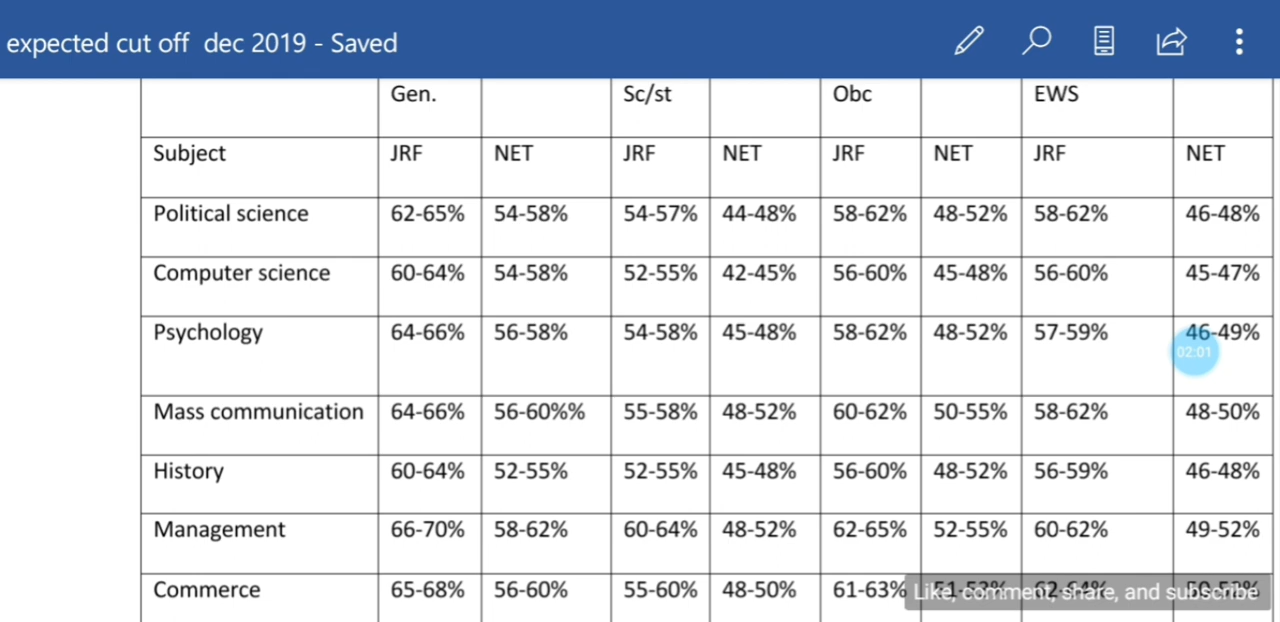 expected cut off dec 2019 - Saved
Gen. Sc/st Obc EWS
Subject JRF NET JRF NET JRF NET JRF NET
Political science 62-65% 54-58% 54-57% 44-48% 58-62% 48-52% 58-62% 46-48%
Computer science 60-64% 54-58% 52-55% 42-45% 56-60% 45-48% 56-60% 45-47%
Psychology 64-66% 56-58% 54-58% 45-48% 58-62% 48-52% 57-59% 46-49%
02:01
Mass communication 64-66% 56-60%% 55-58% 48-52% 60-62% 50-55% 58-62% 48-50%
History 60-64% 52-55% 52-55% 45-48% 56-60% 48-52% 56-59% 46-48%
Management 66-70% 58-62% 60-64% 48-52% 62-65% 52-55% 60-62% 49-52%
Commerce 65-68% 56-60% 55-60% 48-50% 61-63%
Like, comment, share, and subscribe